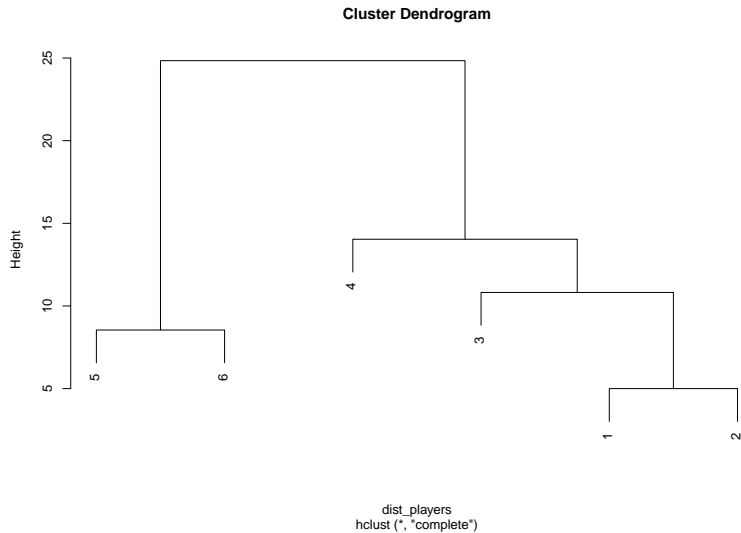 Cluster Dendrogram
Height
25
20
15
10
5
4
3
5
6
1
2
dist_players
hclust (*, "complete")